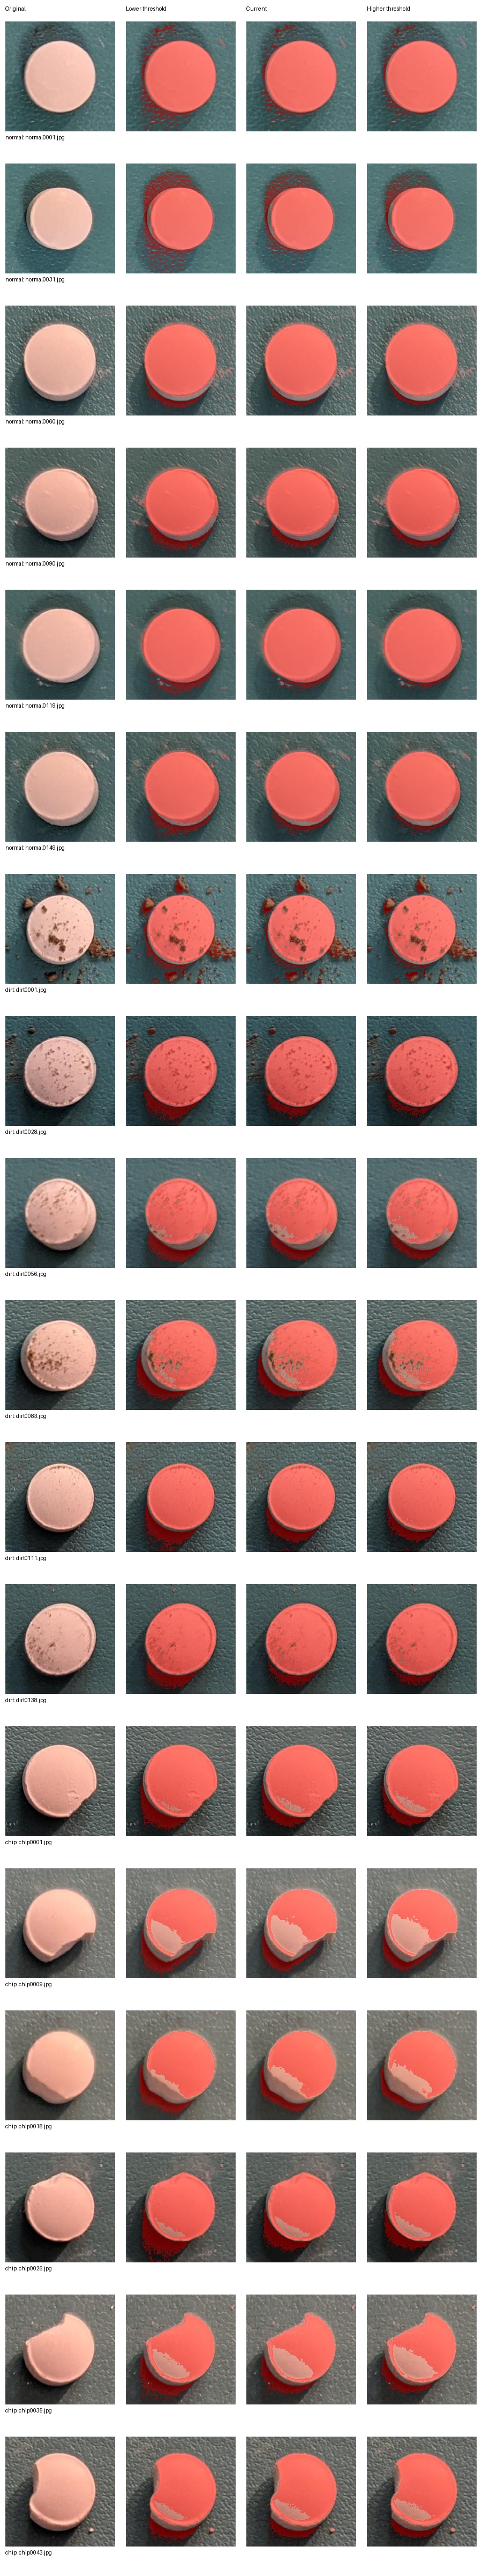 Original Lower threshold Current Higher threshold
normal: normal0001.jpg
normal: normal0031.jpg
normal: normal0060.jpg
normal: normal0090.jpg
normal: normal0119.jpg
normal: normal0149.jpg
dirt: dirt0001.jpg
dirt: dirt0028.jpg
dirt: dirt0056.jpg
dirt: dirt0083.jpg
dirt: dirt0111.jpg
dirt: dirt0138.jpg
chip: chip0001.jpg
chip: chip0009.jpg
chip: chip0018.jpg
chip: chip0026.jpg
chip: chip0035.jpg
chip: chip0043.jpg